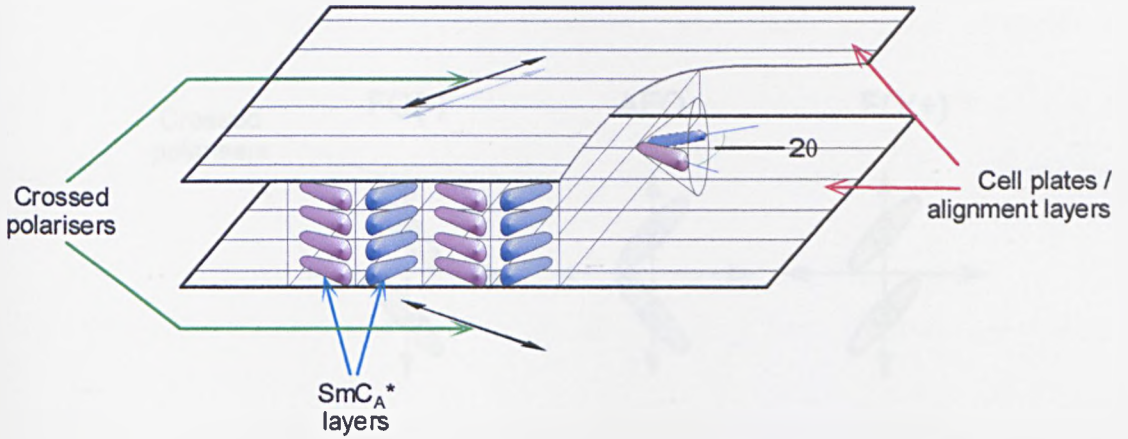 2θ
Crossed
polarisers
Cell plates /
alignment layers
SmCA*
layers